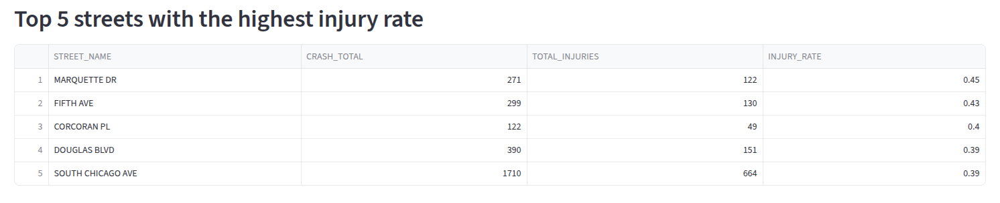 Top 5 streets with the highest injury rate
STREET_NAME CRASH_TOTAL TOTAL_INJURIES INJURY_RATE
1 MARQUETTE DR 271 122 0.45
2 FIFTH AVE 299 130 0.43
3 CORCORAN PL 122 49 0.4
4 DOUGLAS BLVD 390 151 0.39
5 SOUTH CHICAGO AVE 1710 664 0.39